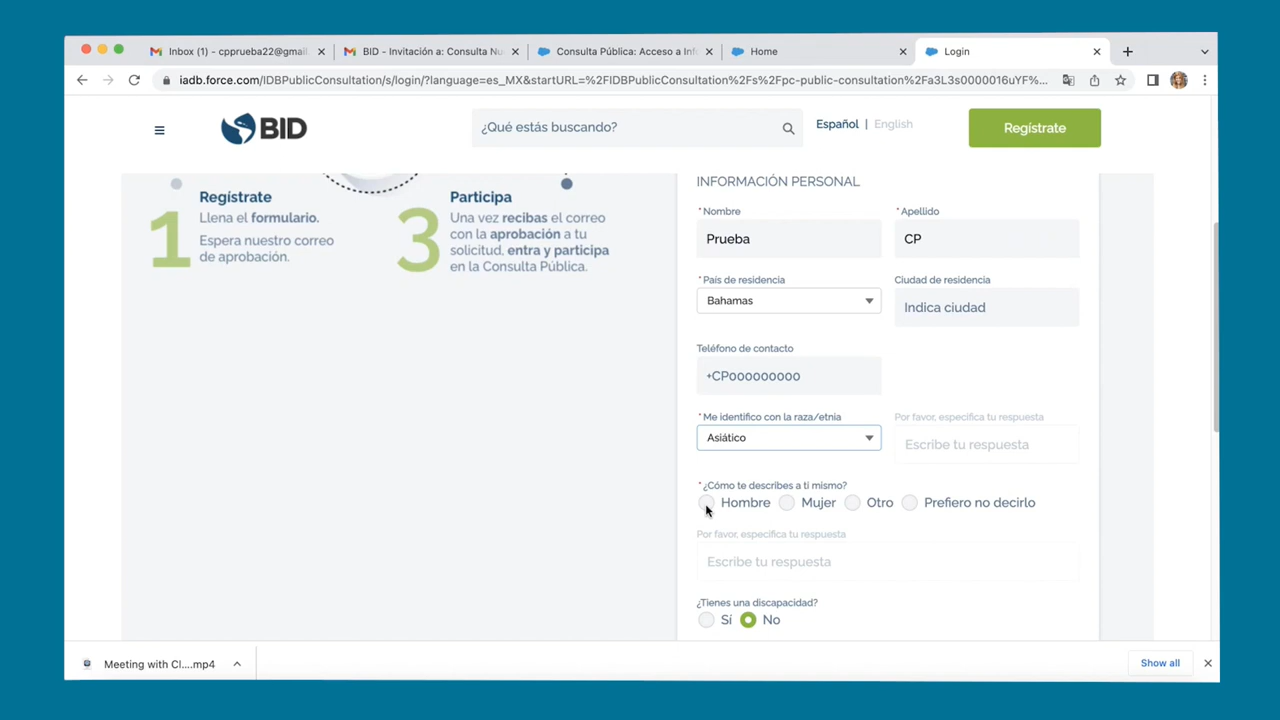 Inbox (1) - cpprueba22@gmail.
BID - Invitación a: Consulta Nu
Consulta Pública: Acceso a Inf
Home
Login
iadb.force.com/IDBPublicConsultation/s/login/?language=es_MX&startURL=%2FIDBPublicConsultation%2Fs%2Fpc-public-consultation%2Fa3L3s0000016uYF%...
BID
¿Qué estás buscando?
Español | English
Regístrate
1
Regístrate
Llena el formulario.
Espera nuestro correo
de aprobación.
3
Participa
Una vez recibas el correo
con la aprobación a tu
solicitud, entra y participa
en la Consulta Pública.
INFORMACIÓN PERSONAL
*Nombre
*Apellido
Prueba
CP
*País de residencia
Ciudad de residencia
Bahamas
Indica ciudad
Teléfono de contacto
+CP000000000
*Me identifico con la raza/etnia
Por favor, especifica tu respuesta
Asiático
Escribe tu respuesta
*¿Cómo te describes a ti mismo?
Hombre Mujer Otro Prefiero no decirlo
Por favor, especifica tu respuesta
Escribe tu respuesta
¿Tienes una discapacidad?
Sí No
Meeting with Cl....mp4
Show all